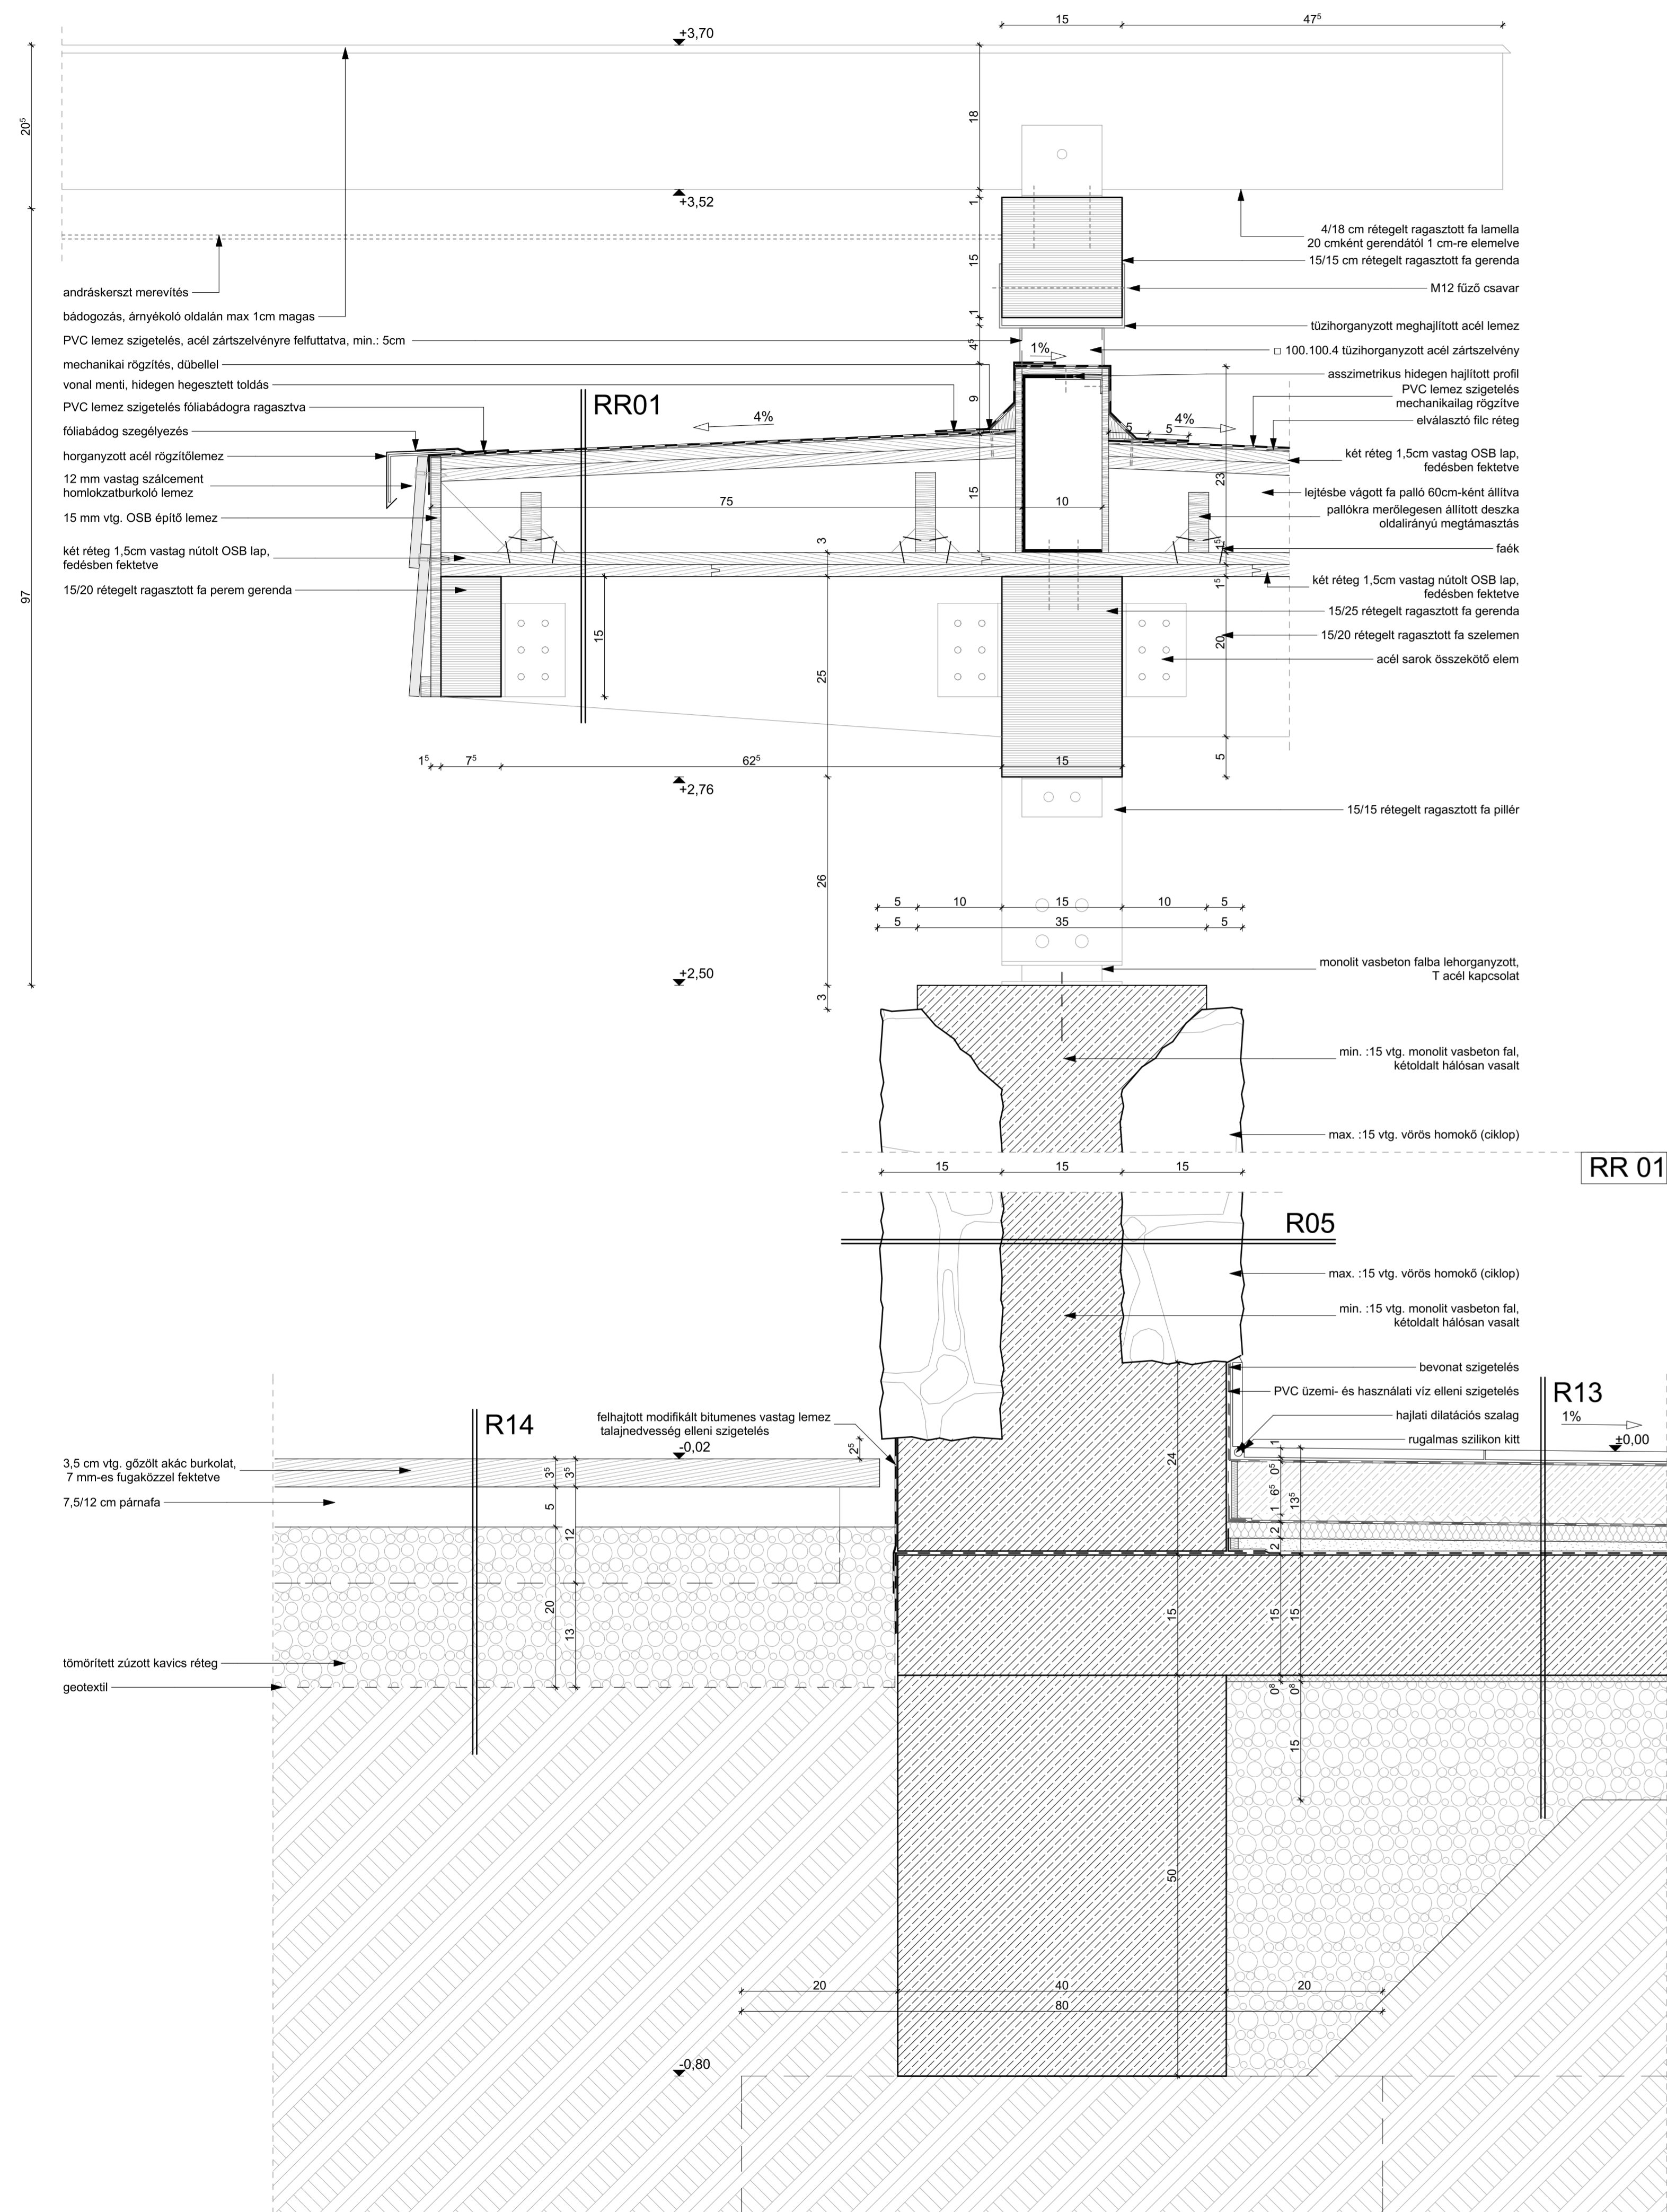 15
47⁵
+3,70
20⁵
18
+3,52
1
4/18 cm rétegelt ragasztott fa lamella
20 cmként gerendától 1 cm-re elemelve
15
15/15 cm rétegelt ragasztott fa gerenda
andráskerszt merevítés
M12 fűző csavar
bádogozás, árnyékoló oldalán max 1cm magas
1
tüzihorganyzott meghajlított acél lemez
PVC lemez szigetelés, acél zártszelvényre felfuttatva, min.: 5cm
4⁵
1%
□ 100.100.4 tüzihorganyzott acél zártszelvény
mechanikai rögzítés, dübellel
asszimetrikus hidegen hajlított profil
vonal menti, hidegen hegesztett toldás
PVC lemez szigetelés
mechanikailag rögzítve
9
RR01
PVC lemez szigetelés fóliabádogra ragasztva
4%
4%
elválasztó filc réteg
5
5
fóliabádog szegélyezés
horganyzott acél rögzítőlemez
két réteg 1,5cm vastag OSB lap,
fedésben fektetve
12 mm vastag szálcement
homlokzatburkoló lemez
23
15
lejtésbe vágott fa palló 60cm-ként állítva
75
10
15 mm vtg. OSB építő lemez
pallókra merőlegesen állított deszka
oldalirányú megtámasztás
3
1⁵
faék
két réteg 1,5cm vastag nútolt OSB lap,
fedésben fektetve
1⁵
két réteg 1,5cm vastag nútolt OSB lap,
fedésben fektetve
15/20 rétegelt ragasztott fa perem gerenda
97
15/25 rétegelt ragasztott fa gerenda
15
20
15/20 rétegelt ragasztott fa szelemen
acél sarok összekötő elem
25
5
1⁵
7⁵
62⁵
15
+2,76
15/15 rétegelt ragasztott fa pillér
26
5
10
15
10
5
5
35
5
monolit vasbeton falba lehorganyzott,
T acél kapcsolat
+2,50
3
min. :15 vtg. monolit vasbeton fal,
kétoldalt hálósan vasalt
max. :15 vtg. vörös homokő (ciklop)
15
15
15
RR 01
R05
max. :15 vtg. vörös homokő (ciklop)
min. :15 vtg. monolit vasbeton fal,
kétoldalt hálósan vasalt
bevonat szigetelés
PVC üzemi- és használati víz elleni szigetelés
R13
hajlati dilatációs szalag
1%
R14
felhajtott modifikált bitumenes vastag lemez
talajnedvesség elleni szigetelés
rugalmas szilikon kitt
±0,00
-0,02
2⁵
1
24
3,5 cm vtg. gőzölt akác burkolat,
7 mm-es fugaközzel fektetve
3⁵
3⁵
0⁵
6⁵
7,5/12 cm párnafa
5
1
13⁵
12
2
2
20
13
15
15
15
tömörített zúzott kavics réteg
geotextil
0⁸
0⁸
15
50
20
40
20
80
-0,80